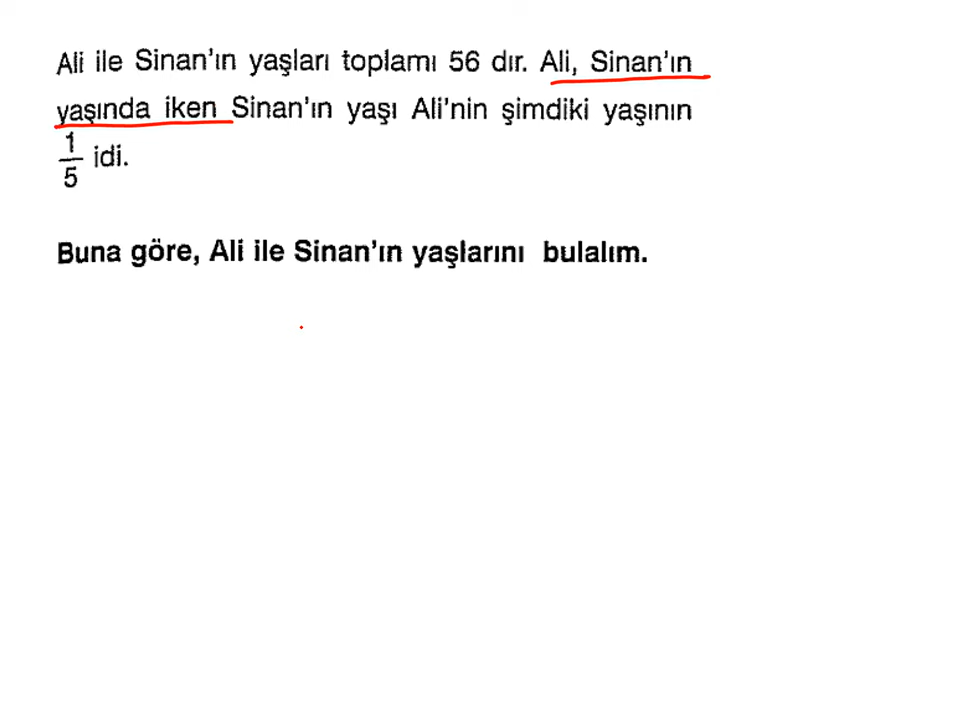 Ali ile Sinan'ın yaşları toplamı 56 dır. Ali, Sinan'ın
yaşında iken Sinan'ın yaşı Ali'nin şimdiki yaşının
1/5 idi.
Buna göre, Ali ile Sinan'ın yaşlarını bulalım.